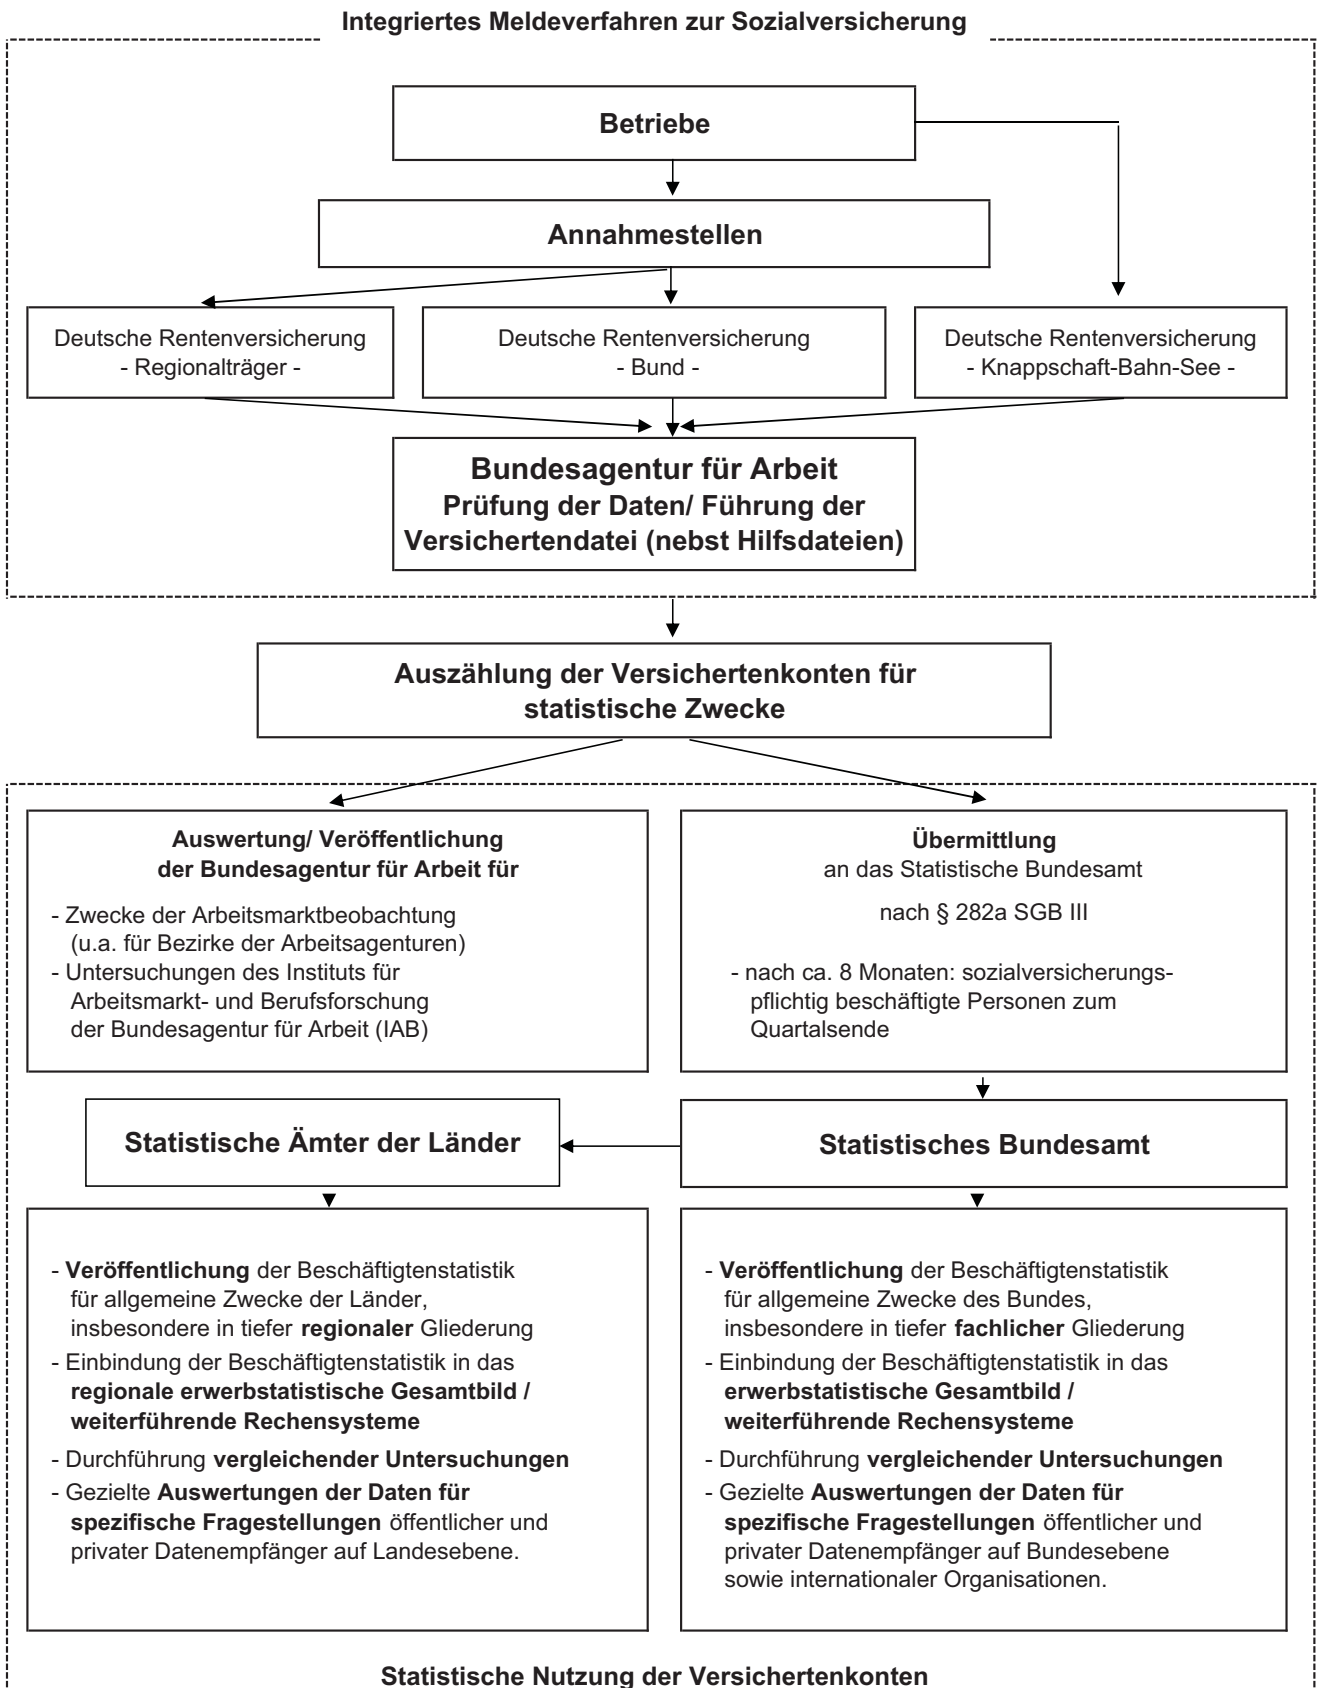 Integriertes Meldeverfahren zur Sozialversicherung
Betriebe
Annahmestellen
Deutsche Rentenversicherung
- Regionalträger -
Deutsche Rentenversicherung
- Bund -
Deutsche Rentenversicherung
- Knappschaft-Bahn-See -
Bundesagentur für Arbeit
Prüfung der Daten/ Führung der
Versichertendatei (nebst Hilfsdateien)
Auszählung der Versichertenkonten für
statistische Zwecke
Auswertung/ Veröffentlichung
der Bundesagentur für Arbeit für
- Zwecke der Arbeitsmarktbeobachtung
(u.a. für Bezirke der Arbeitsagenturen)
- Untersuchungen des Instituts für
Arbeitsmarkt- und Berufsforschung
der Bundesagentur für Arbeit (IAB)
Übermittlung
an das Statistische Bundesamt
nach § 282a SGB III
- nach ca. 8 Monaten: sozialversicherungs-
pflichtig beschäftigte Personen zum
Quartalsende
Statistische Ämter der Länder
Statistisches Bundesamt
- Veröffentlichung der Beschäftigtenstatistik
für allgemeine Zwecke der Länder,
insbesondere in tiefer regionaler Gliederung
- Einbindung der Beschäftigtenstatistik in das
regionale erwerbstatistische Gesamtbild /
weiterführende Rechensysteme
- Durchführung vergleichender Untersuchungen
- Gezielte Auswertungen der Daten für
spezifische Fragestellungen öffentlicher und
privater Datenempfänger auf Landesebene.
- Veröffentlichung der Beschäftigtenstatistik
für allgemeine Zwecke des Bundes,
insbesondere in tiefer fachlicher Gliederung
- Einbindung der Beschäftigtenstatistik in das
erwerbstatistische Gesamtbild /
weiterführende Rechensysteme
- Durchführung vergleichender Untersuchungen
- Gezielte Auswertungen der Daten für
spezifische Fragestellungen öffentlicher und
privater Datenempfänger auf Bundesebene
sowie internationaler Organisationen.
Statistische Nutzung der Versichertenkonten